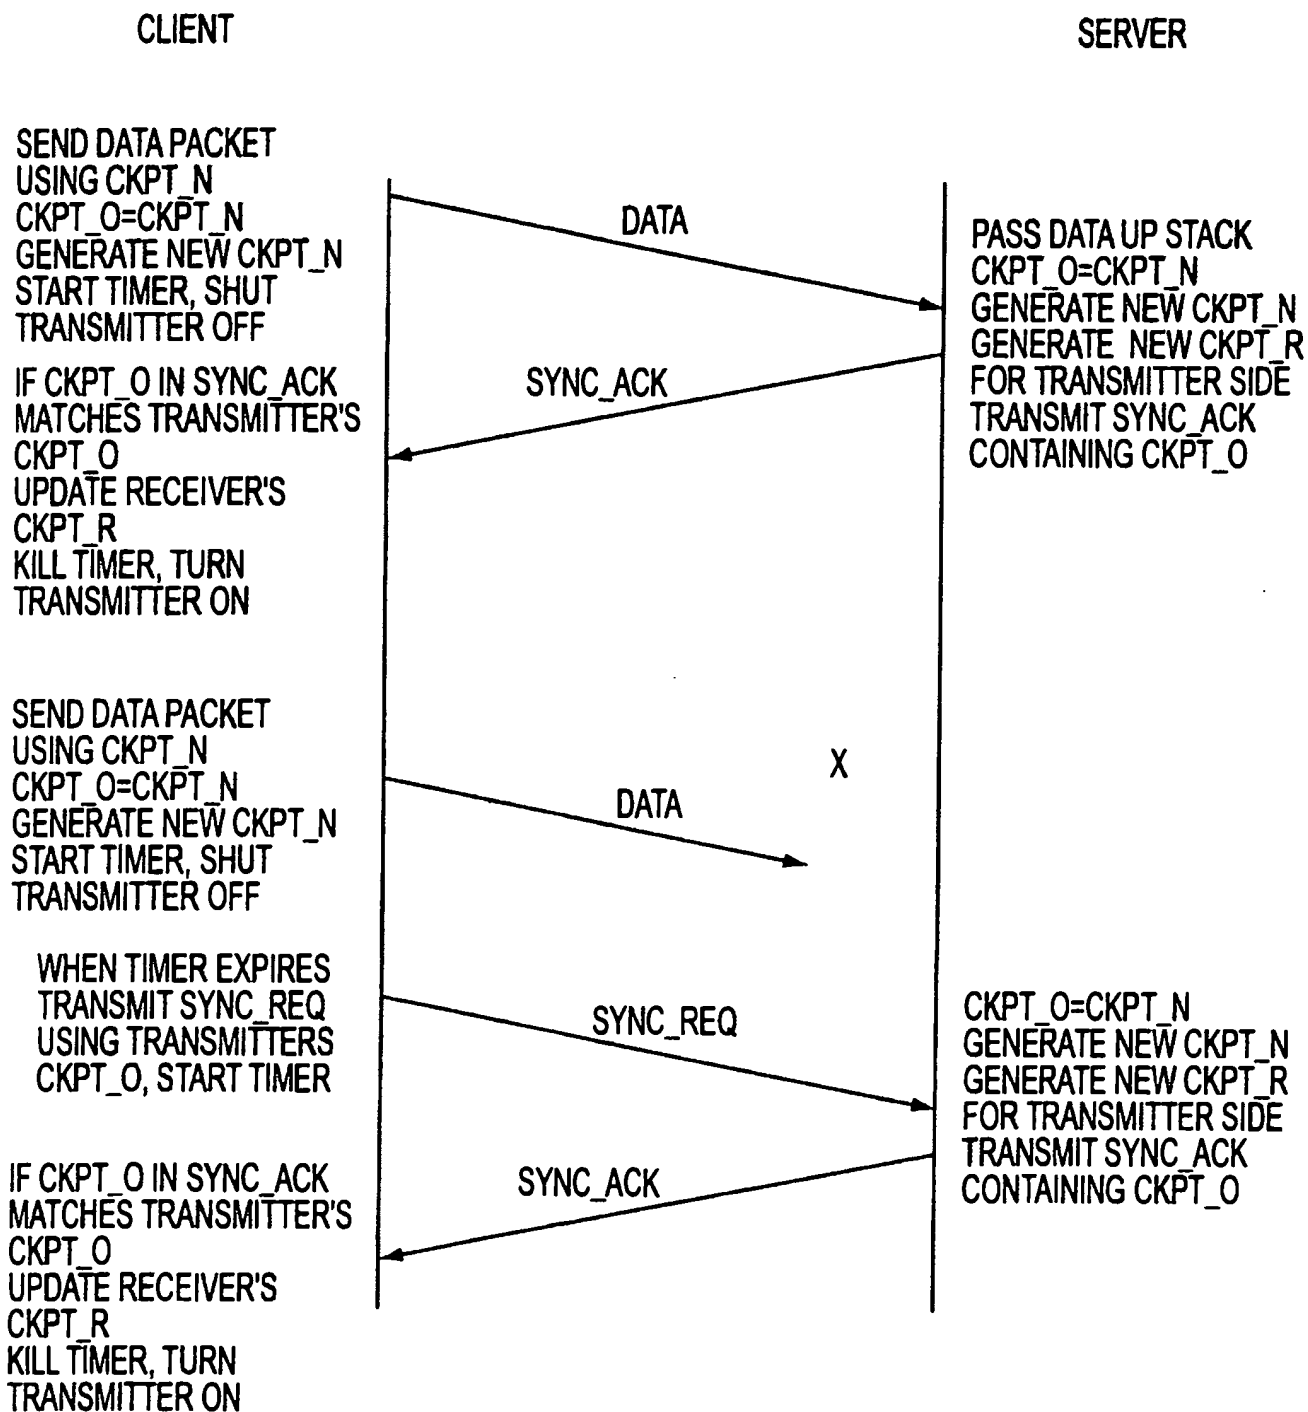 CLIENT
SERVER
SEND DATA PACKET
USING CKPT_N
CKPT_O=CKPT_N
GENERATE NEW CKPT_N
START TIMER, SHUT
TRANSMITTER OFF
DATA
PASS DATA UP STACK
CKPT_O=CKPT_N
GENERATE NEW CKPT_N
GENERATE NEW CKPT_R
FOR TRANSMITTER SIDE
TRANSMIT SYNC_ACK
CONTAINING CKPT_O
SYNC_ACK
IF CKPT_O IN SYNC_ACK
MATCHES TRANSMITTER'S
CKPT_O
UPDATE RECEIVER'S
CKPT_R
KILL TIMER, TURN
TRANSMITTER ON
SEND DATA PACKET
USING CKPT_N
CKPT_O=CKPT_N
GENERATE NEW CKPT_N
START TIMER, SHUT
TRANSMITTER OFF
DATA
X
WHEN TIMER EXPIRES
TRANSMIT SYNC_REQ
USING TRANSMITTERS
CKPT_O, START TIMER
SYNC_REQ
CKPT_O=CKPT_N
GENERATE NEW CKPT_N
GENERATE NEW CKPT_R
FOR TRANSMITTER SIDE
TRANSMIT SYNC_ACK
CONTAINING CKPT_O
SYNC_ACK
IF CKPT_O IN SYNC_ACK
MATCHES TRANSMITTER'S
CKPT_O
UPDATE RECEIVER'S
CKPT_R
KILL TIMER, TURN
TRANSMITTER ON